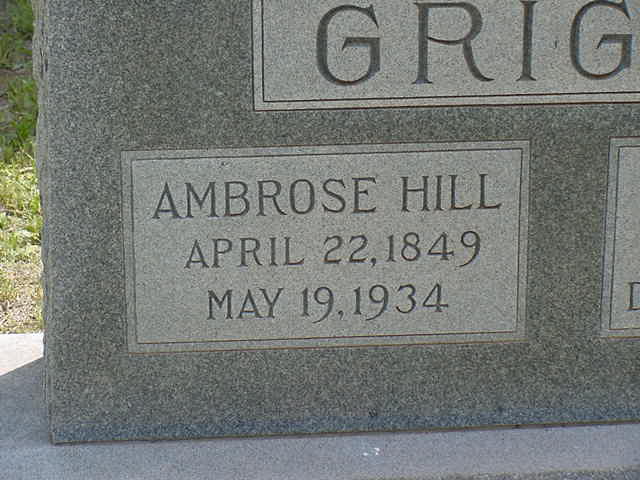 GRIG
AMBROSE HILL
APRIL 22, 1849
MAY 19, 1934
D